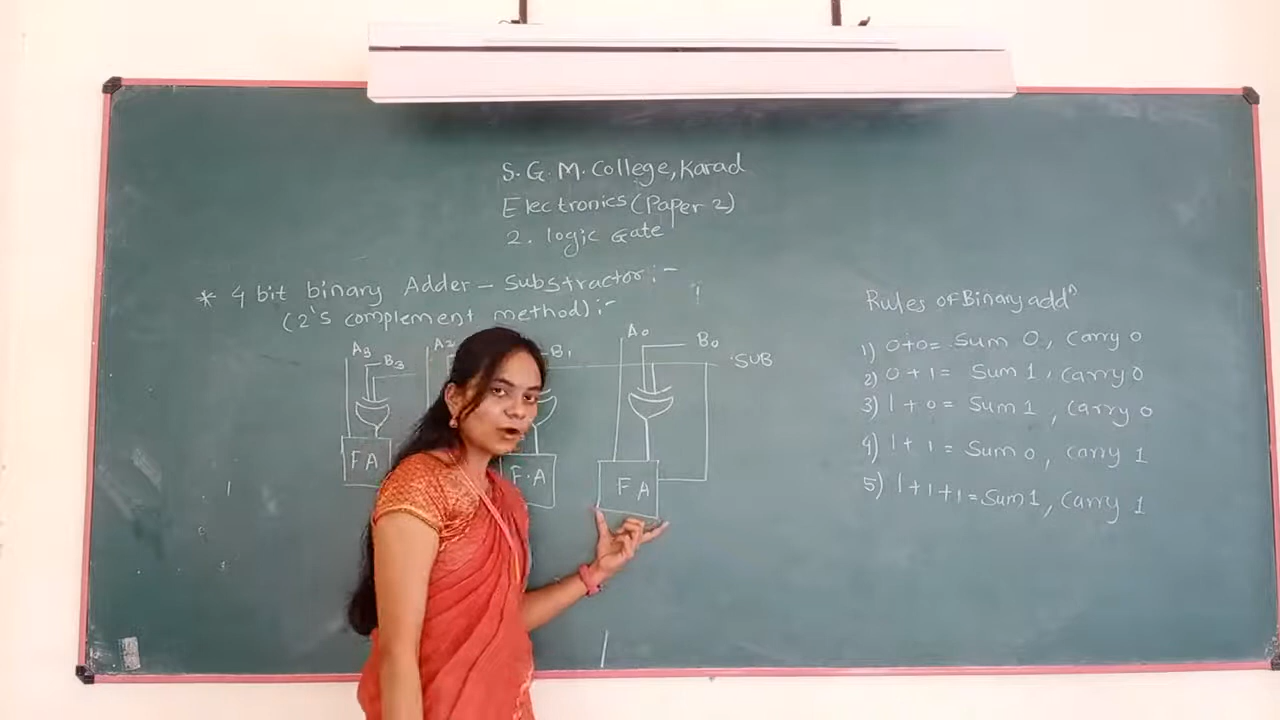 S. G. M. College, Karad
Electronics (Paper 2)
2. logic Gate
* 4 bit binary Adder - Substractor :-
(2's complement method) :-
A3 B3 A2 B1 A0 B0 SUB
FA F.A FA
Rules of Binary addn
1) 0+0= Sum 0, Carry 0
2) 0+1= Sum 1, Carry 0
3) 1+0= Sum 1, Carry 0
4) 1+1= Sum 0, Carry 1
5) 1+1+1= Sum 1, Carry 1